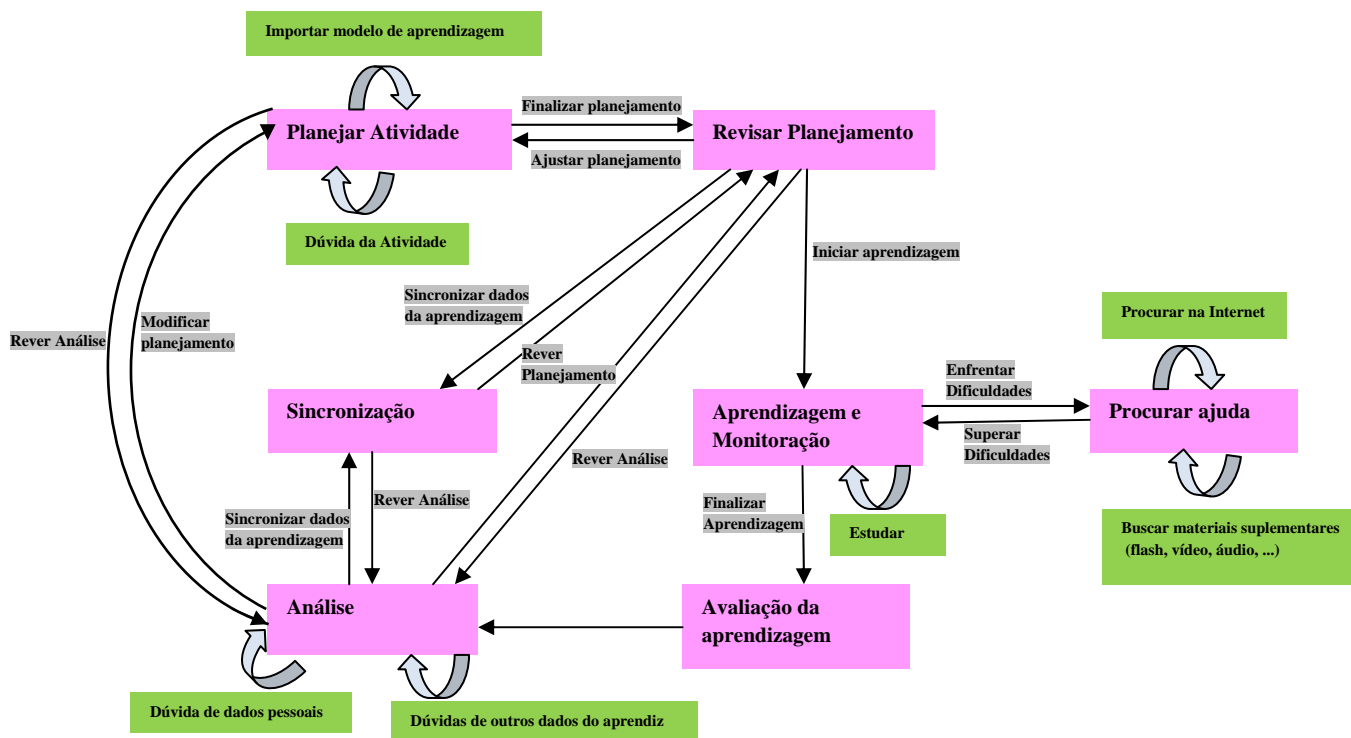 Importar modelo de aprendizagem
Finalizar planejamento
Planejar Atividade
Revisar Planejamento
Ajustar planejamento
Dúvida da Atividade
Iniciar aprendizagem
Sincronizar dados
da aprendizagem
Procurar na Internet
Modificar
planejamento
Rever Análise
Rever
Planejamento
Enfrentar
Dificuldades
Sincronização
Aprendizagem e
Monitoração
Procurar ajuda
Superar
Dificuldades
Rever Análise
Rever Análise
Finalizar
Aprendizagem
Sincronizar dados
da aprendizagem
Estudar
Buscar materiais suplementares
(flash, vídeo, áudio, ...)
Análise
Avaliação da
aprendizagem
Dúvida de dados pessoais
Dúvidas de outros dados do aprendiz